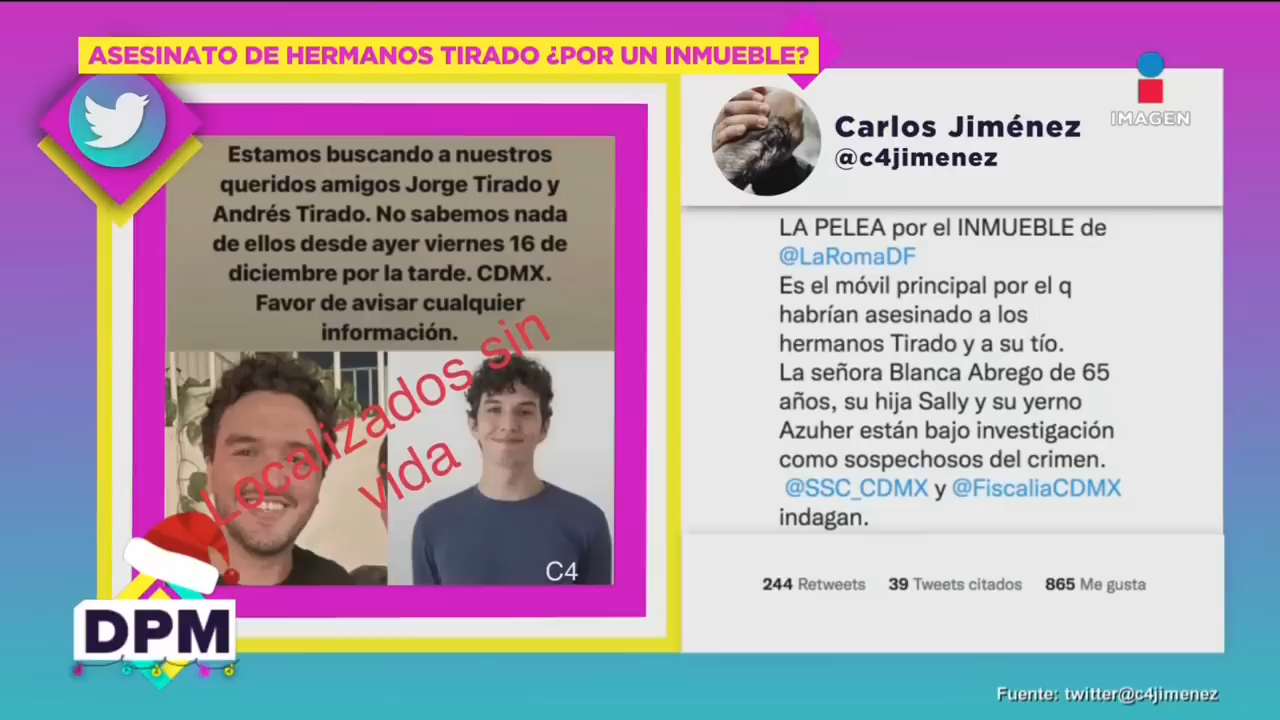 ASESINATO DE HERMANOS TIRADO ¿POR UN INMUEBLE?
IMAGEN
Estamos buscando a nuestros
queridos amigos Jorge Tirado y
Andrés Tirado. No sabemos nada
de ellos desde ayer viernes 16 de
diciembre por la tarde. CDMX.
Favor de avisar cualquier
información.
Localizados sin
vida
C4
DPM
Carlos Jiménez
@c4jimenez
LA PELEA por el INMUEBLE de
@LaRomaDF
Es el móvil principal por el q
habrían asesinado a los
hermanos Tirado y a su tío.
La señora Blanca Abrego de 65
años, su hija Sally y su yerno
Azuher están bajo investigación
como sospechosos del crimen.
@SSC_CDMX y @FiscaliaCDMX
indagan.
244 Retweets 39 Tweets citados 865 Me gusta
Fuente: twitter@c4jimenez